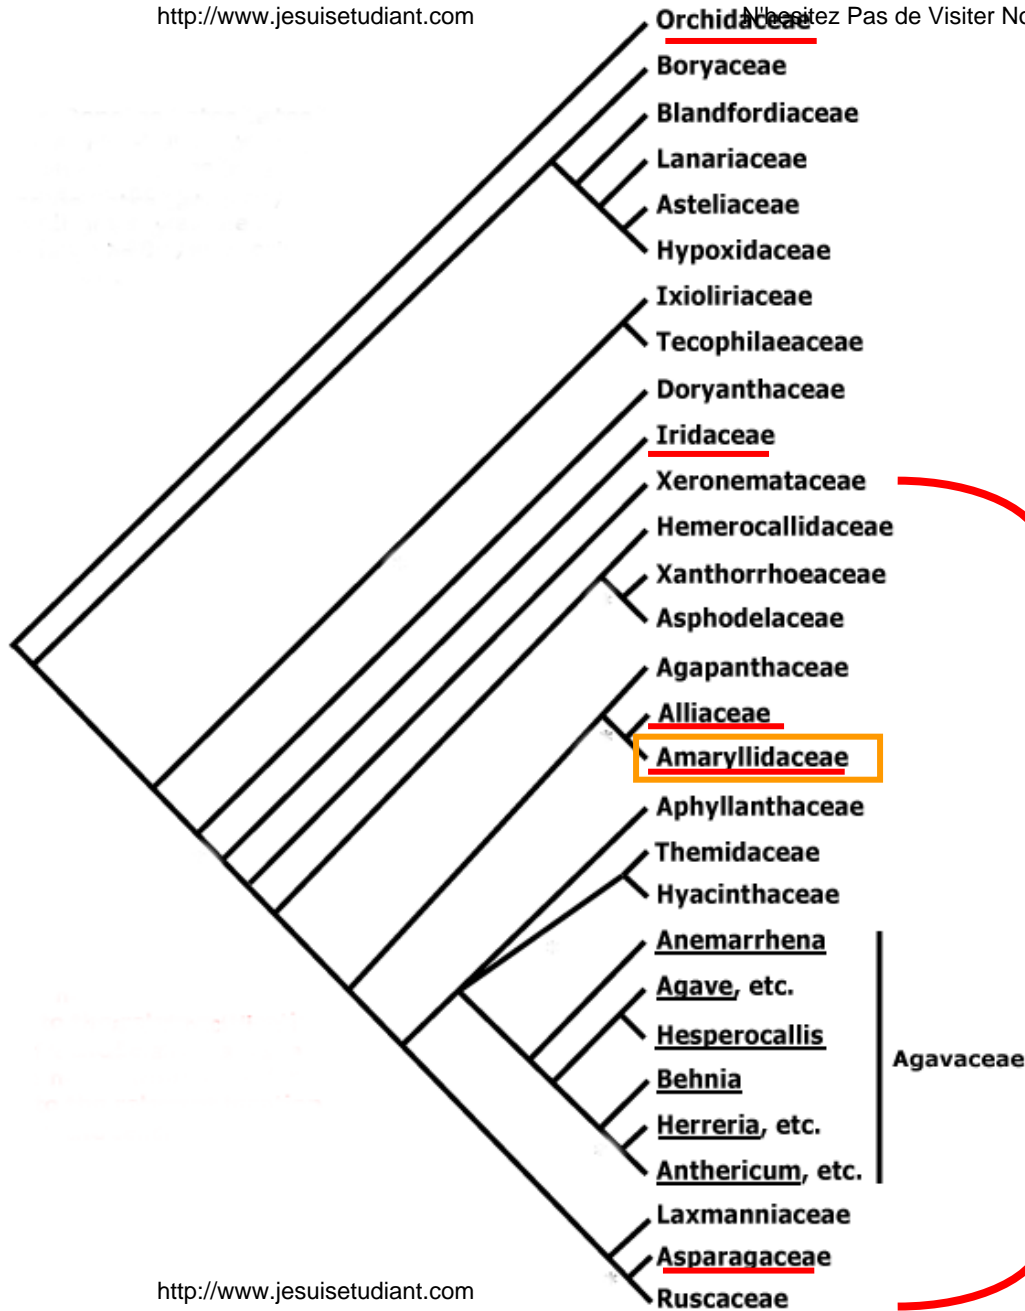 http://www.jesuisetudiant.com
N'hesitez Pas de Visiter No
Orchidaceae
Boryaceae
Blandfordiaceae
Lanariaceae
Asteliaceae
Hypoxidaceae
Ixioliriaceae
Tecophilaeaceae
Doryanthaceae
Iridaceae
Xeronemataceae
Hemerocallidaceae
Xanthorrhoeaceae
Asphodelaceae
Agapanthaceae
Alliaceae
Amaryllidaceae
Aphyllanthaceae
Themidaceae
Hyacinthaceae
Anemarrhena
Agave, etc.
Hesperocallis
Agavaceae
Behnia
Herreria, etc.
Anthericum, etc.
Laxmanniaceae
Asparagaceae
Ruscaceae
http://www.jesuisetudiant.com